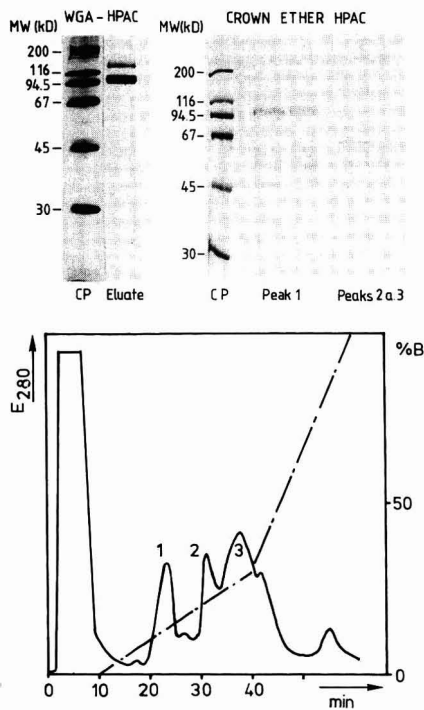 WGA - HPAC
CROWN ETHER HPAC
MW (kD)
200
116
94.5
67
45
30
CP Eluate
MW(kD)
200
116
94.5
67
45
30
CP Peak 1 Peaks 2 a. 3
E280
%B
50
0
1 2 3
0 10 20 30 40
min